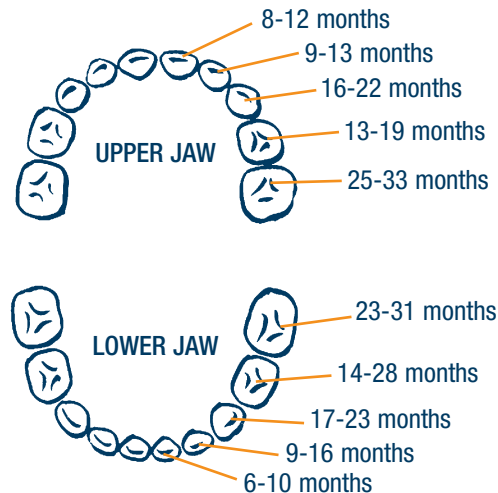 8-12 months
9-13 months
16-22 months
13-19 months
UPPER JAW
25-33 months
23-31 months
LOWER JAW
14-28 months
17-23 months
9-16 months
6-10 months